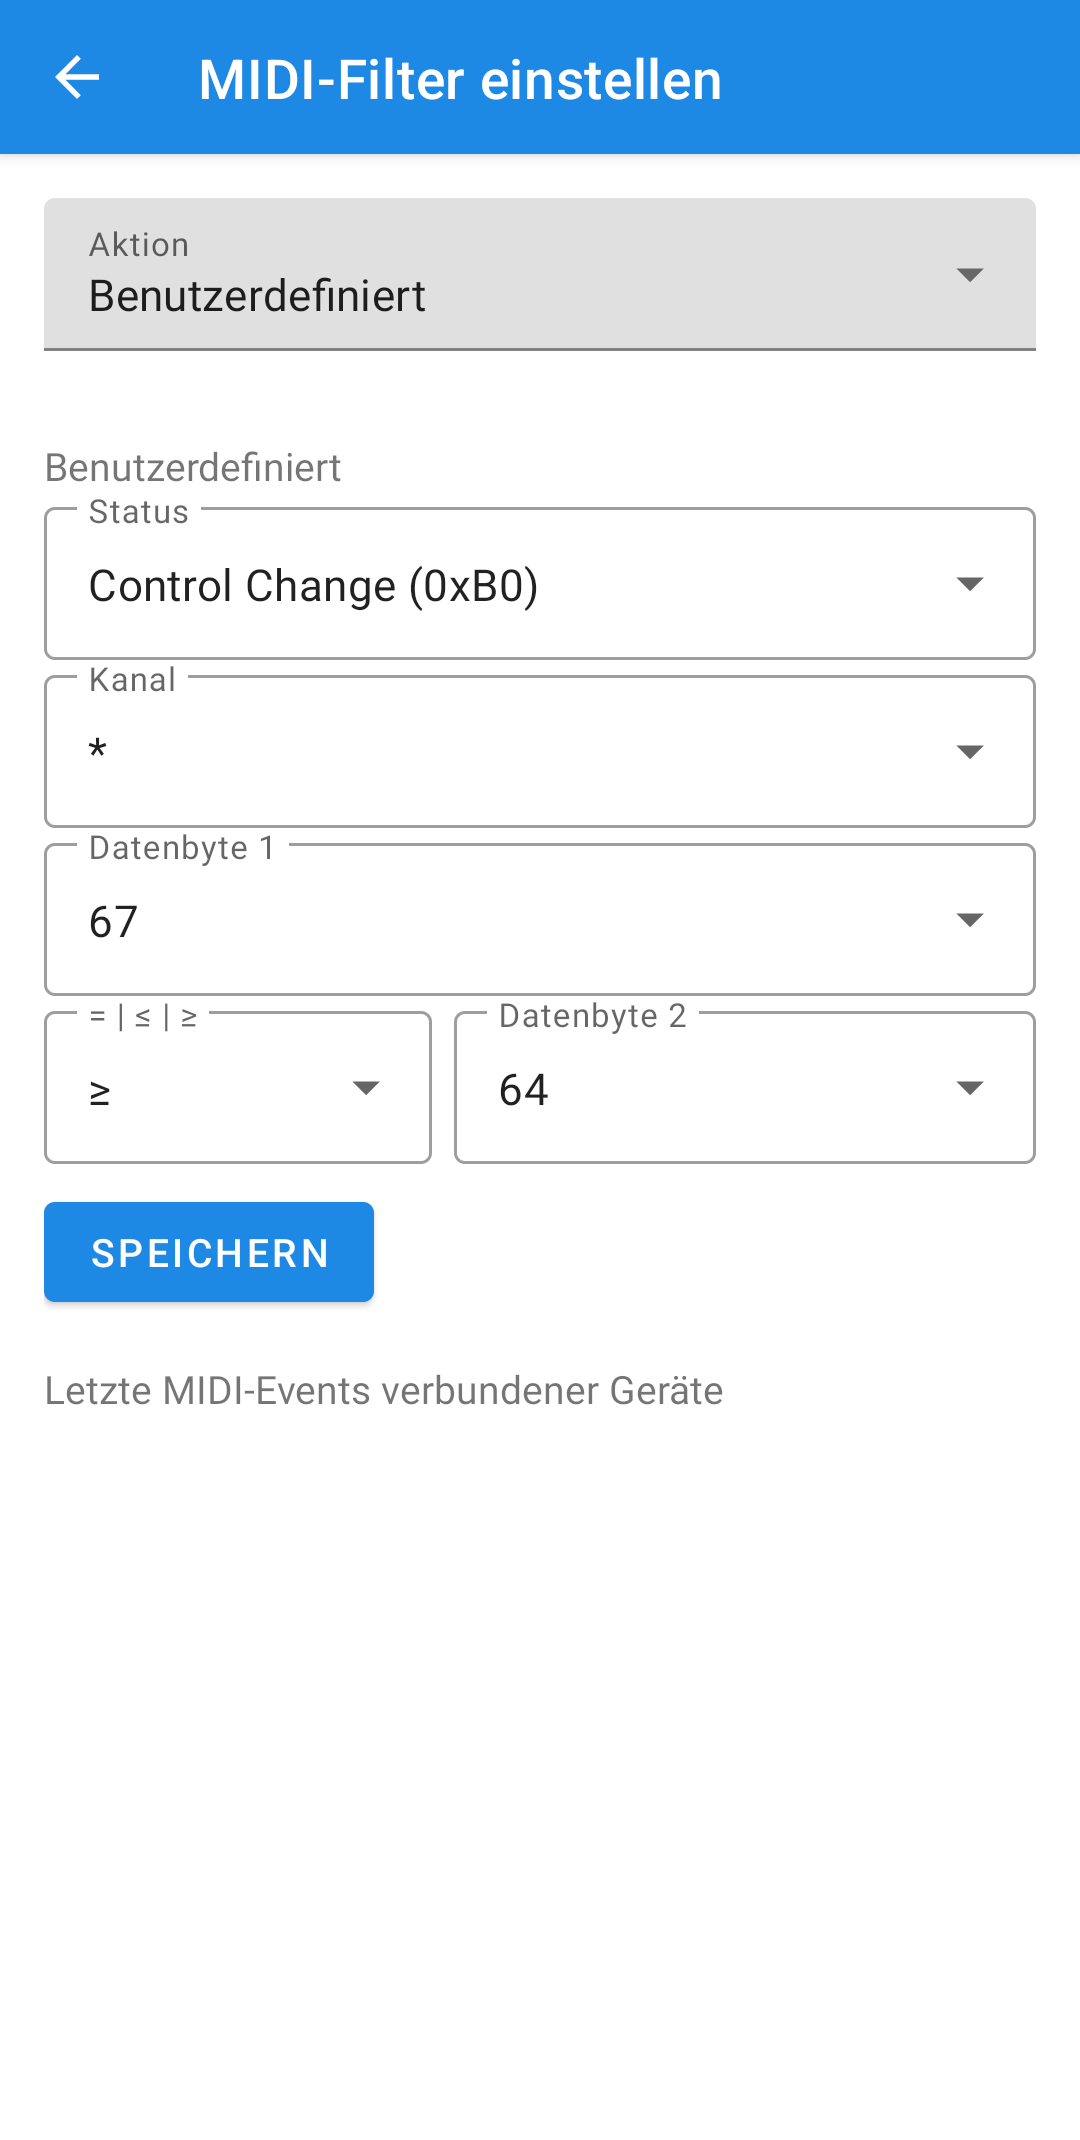 MIDI-Filter einstellen
Aktion
Benutzerdefiniert
Benutzerdefiniert
Status
Control Change (0xB0)
Kanal
*
Datenbyte 1
67
= | ≤ | ≥
≥
Datenbyte 2
64
SPEICHERN
Letzte MIDI-Events verbundener Geräte